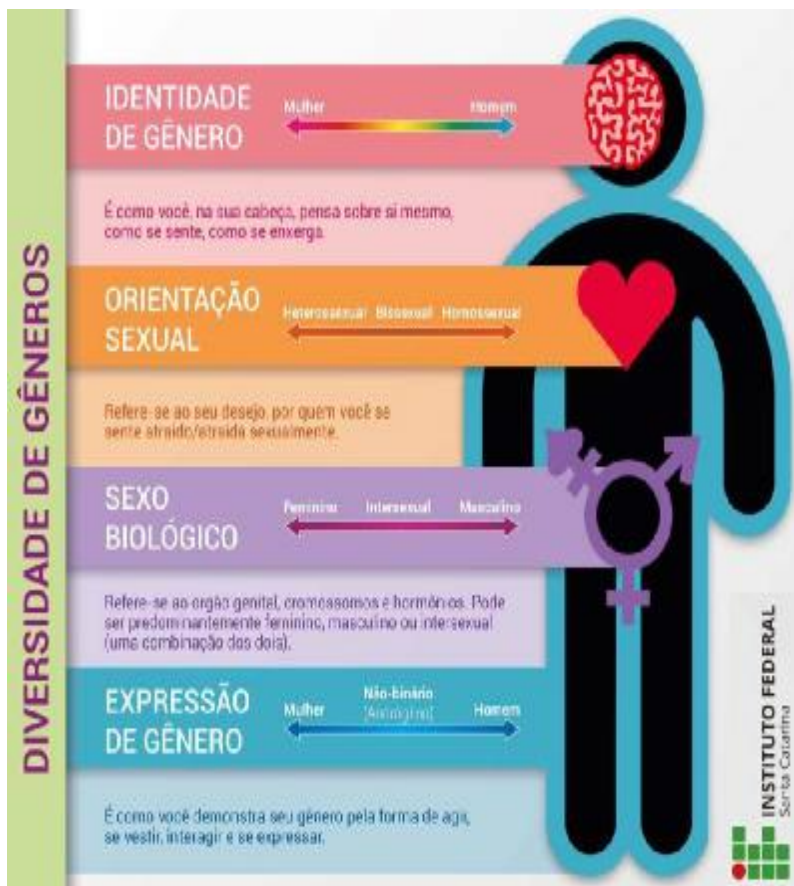 DIVERSIDADE DE GÊNEROS
IDENTIDADE
DE GÊNERO
Mulher Homem
É como você, na sua cabeça, pensa sobre si mesmo,
como se sente, como se enxerga.
ORIENTAÇÃO
SEXUAL
Heterossexual Bissexual Homossexual
Refere-se ao seu desejo, por quem você se
sente atraído/atraída sexualmente.
SEXO
BIOLÓGICO
Feminino Intersexual Masculino
Refere-se ao orgão genital, cromossomos e hormônios. Pode
ser predominantemente feminino, masculino ou intersexual
(uma combinação dos dois).
EXPRESSÃO
DE GÊNERO
Mulher Não-binário Homem
(Andrógino)
É como você demonstra seu gênero pela forma de agir,
se vestir, interagir e se expressar.
INSTITUTO FEDERAL
Santa Catarina